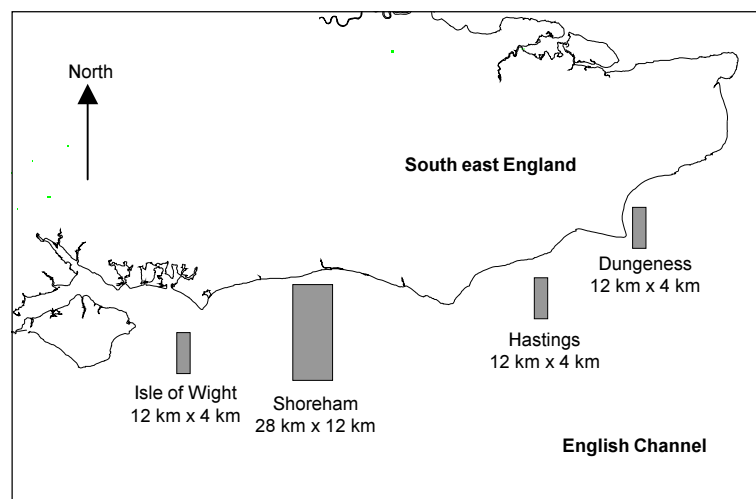 North
South east England
Dungeness
12 km x 4 km
Hastings
12 km x 4 km
Isle of Wight
12 km x 4 km
Shoreham
28 km x 12 km
English Channel